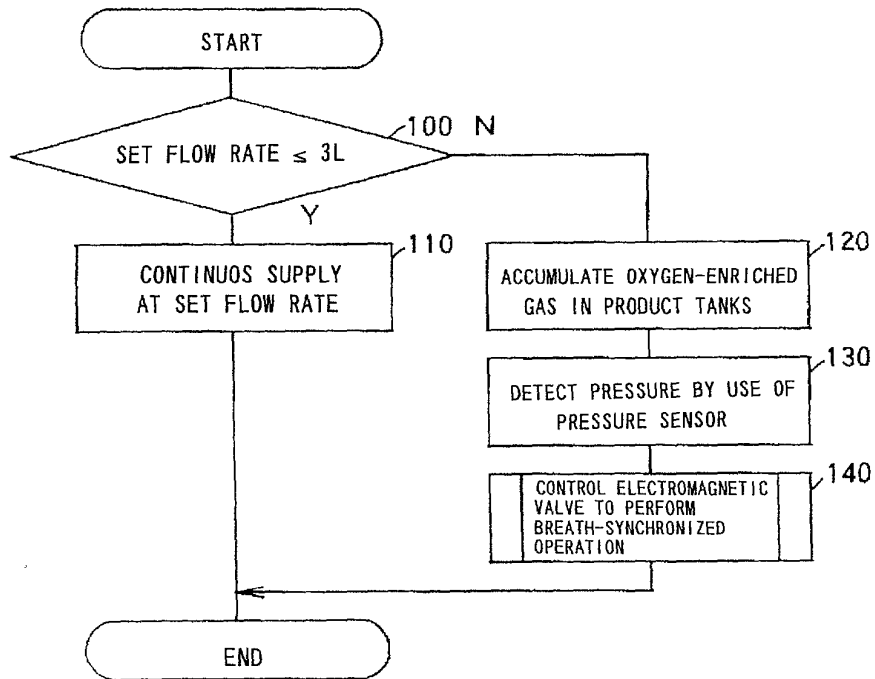 START
100 N
SET FLOW RATE ≤ 3L
Y
110
CONTINUOS SUPPLY
AT SET FLOW RATE
120
ACCUMULATE OXYGEN-ENRICHED
GAS IN PRODUCT TANKS
130
DETECT PRESSURE BY USE OF
PRESSURE SENSOR
140
CONTROL ELECTROMAGNETIC
VALVE TO PERFORM
BREATH-SYNCHRONIZED
OPERATION
END